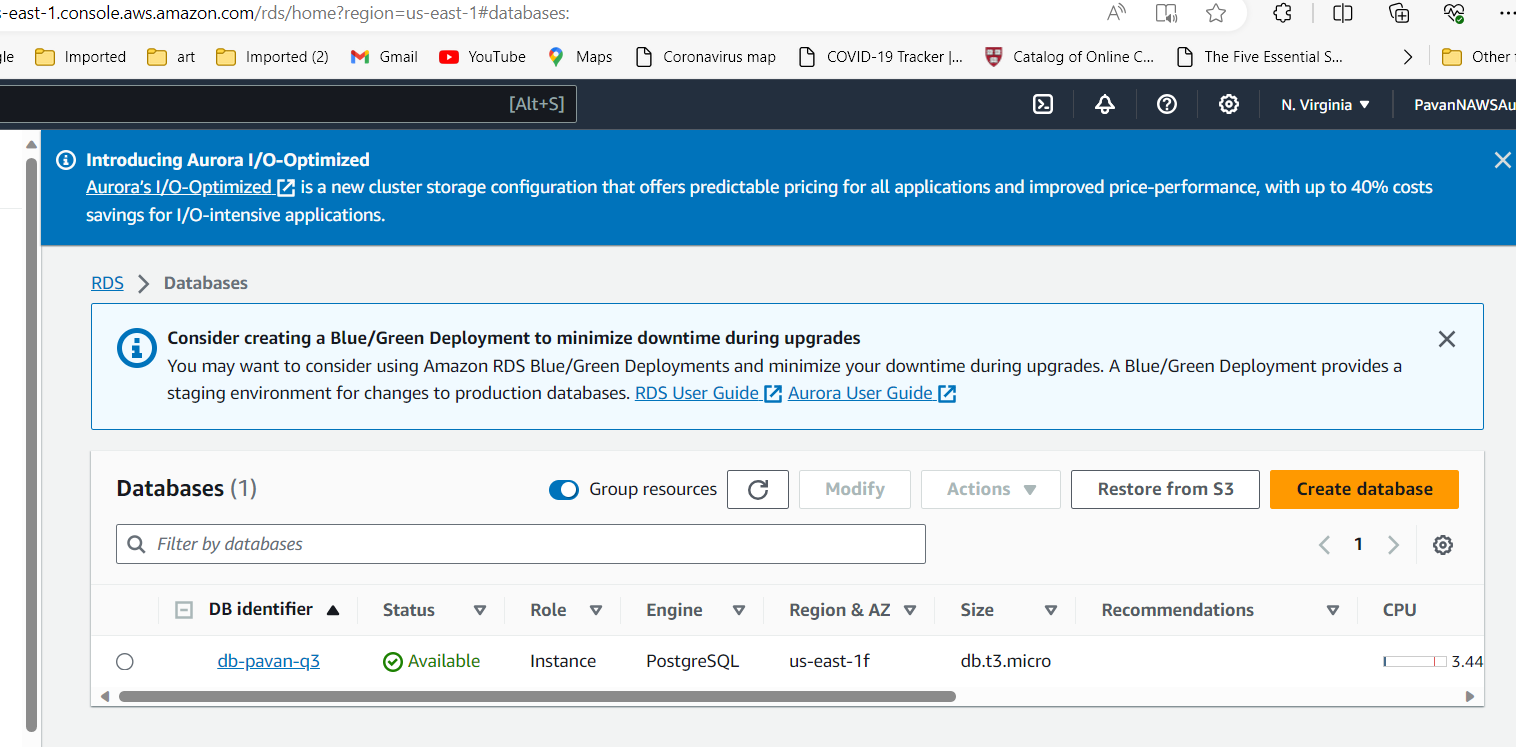 s-east-1.console.aws.amazon.com/rds/home?region=us-east-1#databases:
gle Imported art Imported (2) Gmail YouTube Maps Coronavirus map COVID-19 Tracker |... Catalog of Online C... The Five Essential S... Other f
[Alt+S] N. Virginia PavanNAWSAu
Introducing Aurora I/O-Optimized
Aurora's I/O-Optimized is a new cluster storage configuration that offers predictable pricing for all applications and improved price-performance, with up to 40% costs
savings for I/O-intensive applications.
RDS > Databases
Consider creating a Blue/Green Deployment to minimize downtime during upgrades
You may want to consider using Amazon RDS Blue/Green Deployments and minimize your downtime during upgrades. A Blue/Green Deployment provides a
staging environment for changes to production databases. RDS User Guide Aurora User Guide
Databases (1) Group resources Modify Actions Restore from S3 Create database
Filter by databases 1
DB identifier Status Role Engine Region & AZ Size Recommendations CPU
db-pavan-q3 Available Instance PostgreSQL us-east-1f db.t3.micro 3.44